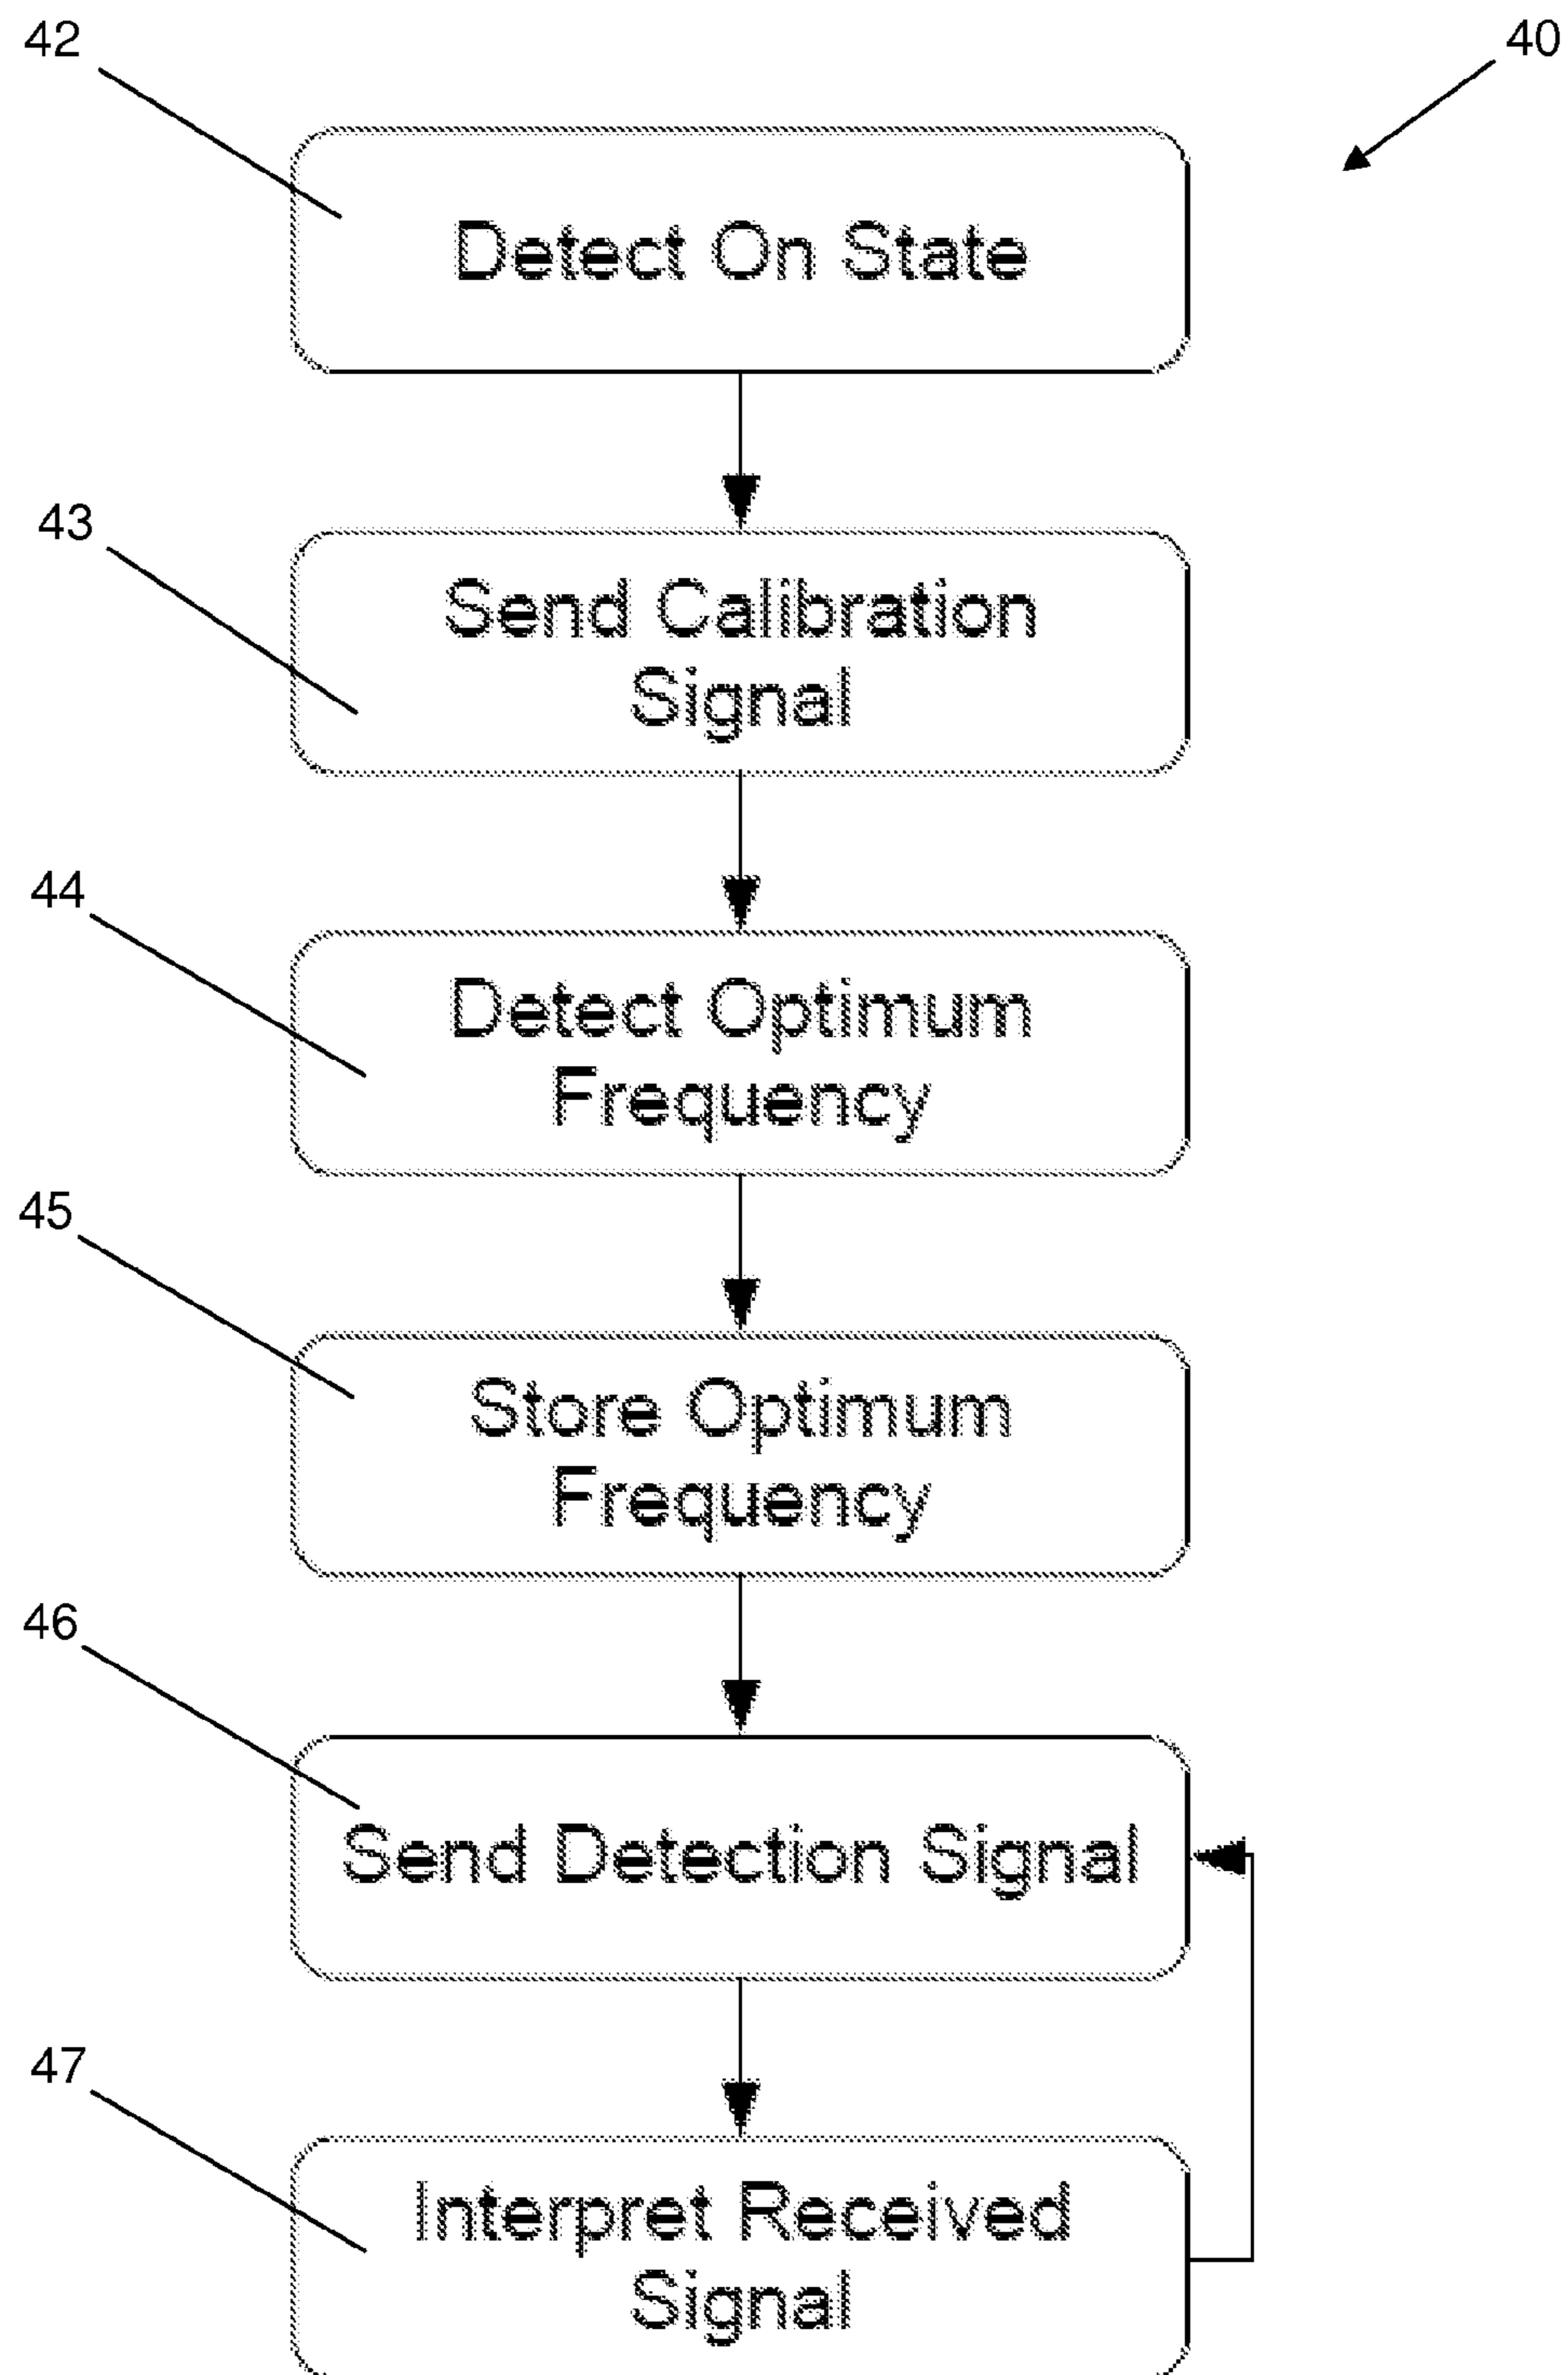 42
40
Detect On State
43
Send Calibration
Signal
44
Detect Optimum
Frequency
45
Store Optimum
Frequency
46
Send Detection Signal
47
Interpret Received
Signal